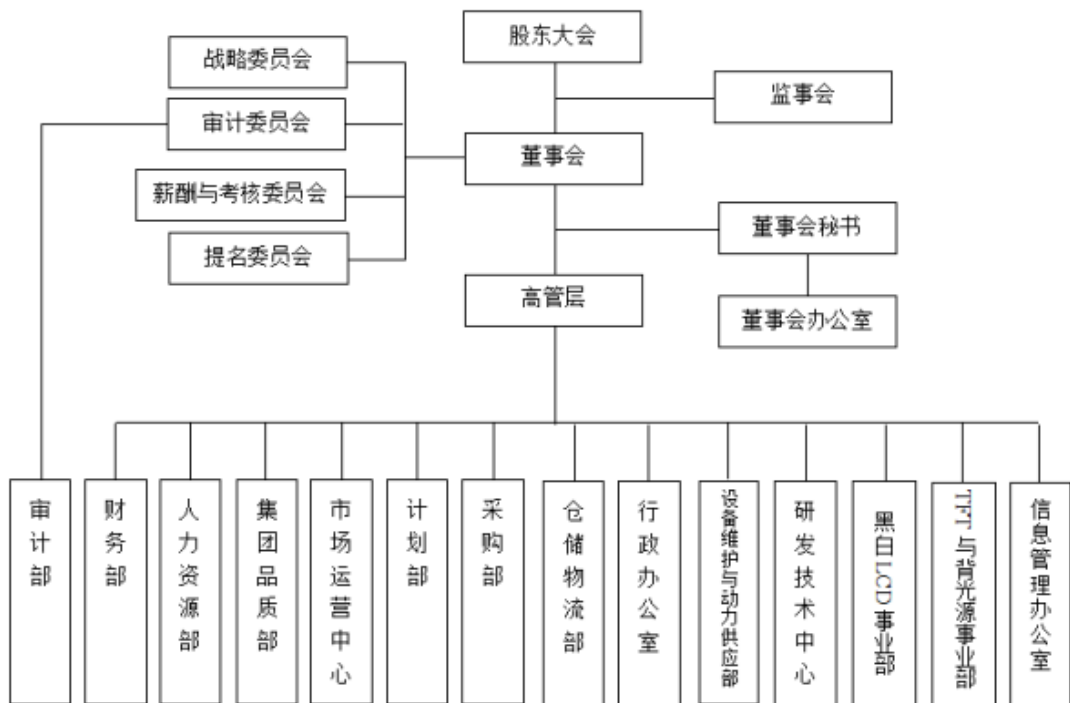 股东大会
战略委员会
监事会
审计委员会
董事会
薪酬与考核委员会
董事会秘书
提名委员会
高管层
董事会办公室
审计部
财务部
人力资源部
集团品质部
市场运营中心
计划部
采购部
仓储物流部
行政办公室
设备维护与动力供应部
研发技术中心
黑白LCD事业部
TFT与背光源事业部
信息管理办公室